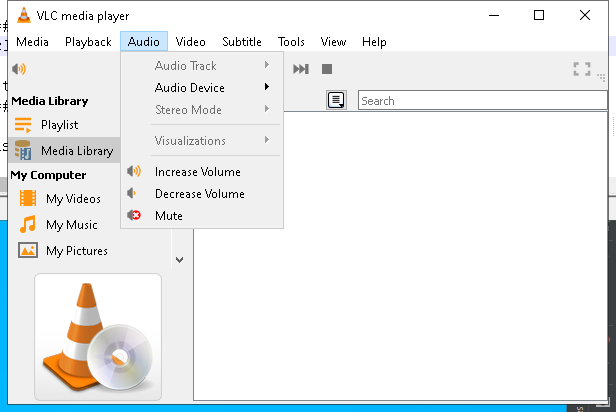 VLC media player
Media Playback Audio Video Subtitle Tools View Help
Audio Track
Audio Device
Stereo Mode
Visualizations
Increase Volume
Decrease Volume
Mute
Search
Media Library
Playlist
Media Library
My Computer
My Videos
My Music
My Pictures